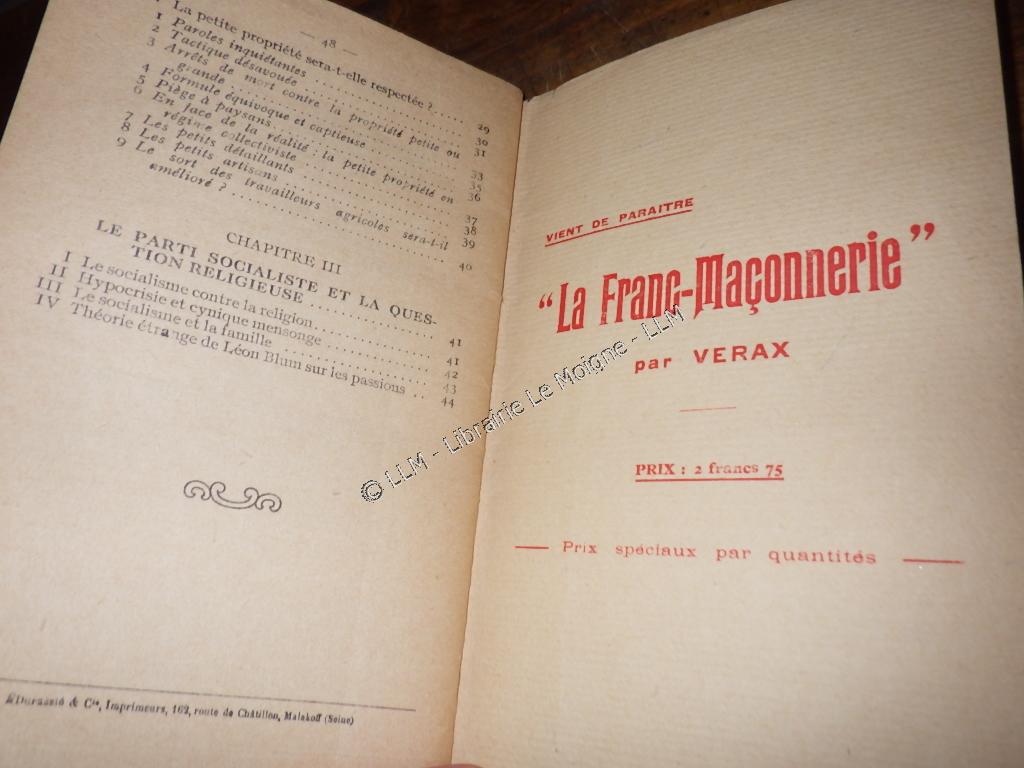 — 48 —
La petite propriété sera-t-elle respectée ?
1 Paroles inquiétantes . . . . . . . . . . 29
2 Tactique désavouée . . . . . . . . . . 30
3 Arrêts de mort contre la propriété petite ou
grande . . . . . . . . . . 31
4 Formule équivoque et captieuse . . . . . . . . . . 33
5 Piège à paysans . . . . . . . . . . 35
6 En face de la réalité : la petite propriété en
régime collectiviste . . . . . . . . . . 36
7 Les petits détaillants . . . . . . . . . . 37
8 Les petits artisans . . . . . . . . . . 38
9 Le sort des travailleurs agricoles sera-t-il
amélioré ? . . . . . . . . . . 39
40
CHAPITRE III
LE PARTI SOCIALISTE ET LA QUES-
TION RELIGIEUSE . . . . . . . . . . 41
I Le socialisme contre la religion . . . . . . . . . . 41
II Hypocrisie et cynique mensonge . . . . . . . . . . 42
III Le socialisme et la famille . . . . . . . . . . 43
IV Théorie étrange de Léon Blum sur les passions . . 44
& Cie, Imprimeurs, 162, route de Châtillon, Malakoff (Seine)
VIENT DE PARAITRE
“La Franc-Maçonnerie”
par VERAX
PRIX : 2 francs 75
— Prix spéciaux par quantités —
© LLM - Librairie Le Moigne - LLM